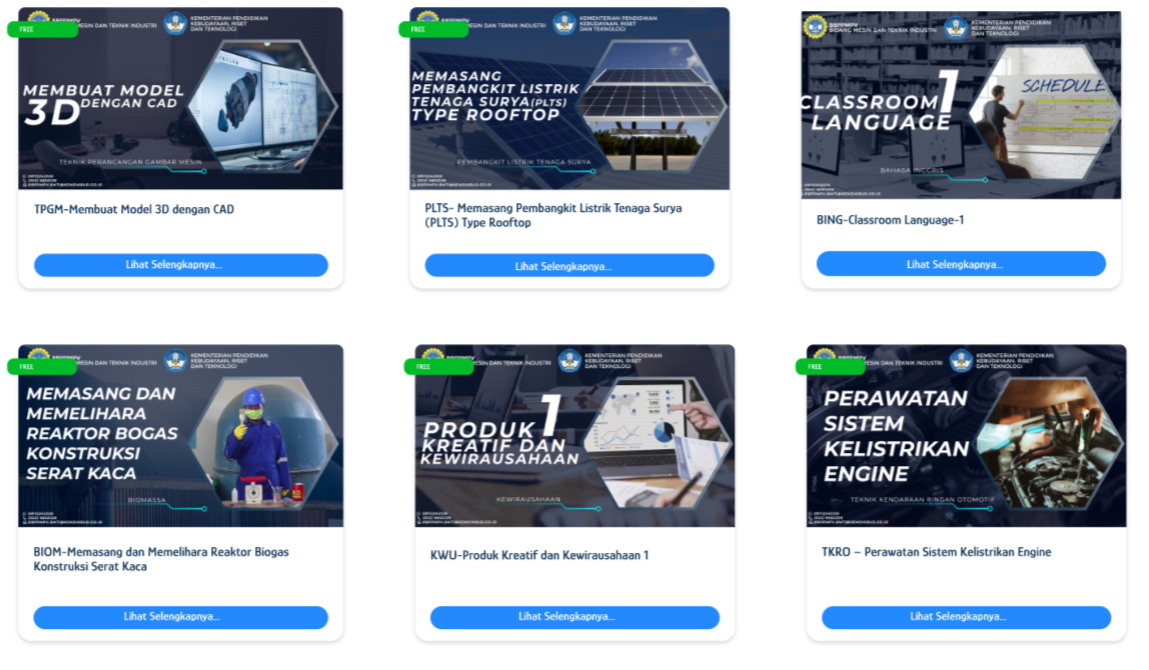 FREE
MESIN DAN TEKNIK INDUSTRI
KEMENTERIAN PENDIDIKAN
KEBUDAYAAN, RISET
DAN TEKNOLOGI
MEMBUAT MODEL
3D DENGAN CAD
TEKNIK PERANCANGAN GAMBAR MESIN
TPGM-Membuat Model 3D dengan CAD
Lihat Selengkapnya...
FREE
MESIN DAN TEKNIK INDUSTRI
KEMENTERIAN PENDIDIKAN
KEBUDAYAAN, RISET
DAN TEKNOLOGI
MEMASANG
PEMBANGKIT LISTRIK
TENAGA SURYA(PLTS)
TYPE ROOFTOP
PEMBANGKIT LISTRIK TENAGA SURYA
PLTS- Memasang Pembangkit Listrik Tenaga Surya
(PLTS) Type Rooftop
Lihat Selengkapnya...
BBPPMPV
BIDANG MESIN DAN TEKNIK INDUSTRI
KEMENTERIAN PENDIDIKAN
KEBUDAYAAN, RISET
DAN TEKNOLOGI
SCHEDULE
CLASSROOM 1
LANGUAGE
BAHASA INGGRIS
BING-Classroom Language-1
Lihat Selengkapnya...
FREE
MESIN DAN TEKNIK INDUSTRI
KEMENTERIAN PENDIDIKAN
KEBUDAYAAN, RISET
DAN TEKNOLOGI
MEMASANG DAN
MEMELIHARA
REAKTOR BOGAS
KONSTRUKSI
SERAT KACA
BIOMASSA
BIOM-Memasang dan Memelihara Reaktor Biogas
Konstruksi Serat Kaca
Lihat Selengkapnya...
FREE
MESIN DAN TEKNIK INDUSTRI
KEMENTERIAN PENDIDIKAN
KEBUDAYAAN, RISET
DAN TEKNOLOGI
PRODUK 1
KREATIF DAN
KEWIRAUSAHAAN
KEWIRAUSAHAAN
KWU-Produk Kreatif dan Kewirausahaan 1
Lihat Selengkapnya...
FREE
MESIN DAN TEKNIK INDUSTRI
KEMENTERIAN PENDIDIKAN
KEBUDAYAAN, RISET
DAN TEKNOLOGI
PERAWATAN
SISTEM
KELISTRIKAN
ENGINE
TEKNIK KENDARAAN RINGAN OTOMOTIF
TKRO – Perawatan Sistem Kelistrikan Engine
Lihat Selengkapnya...